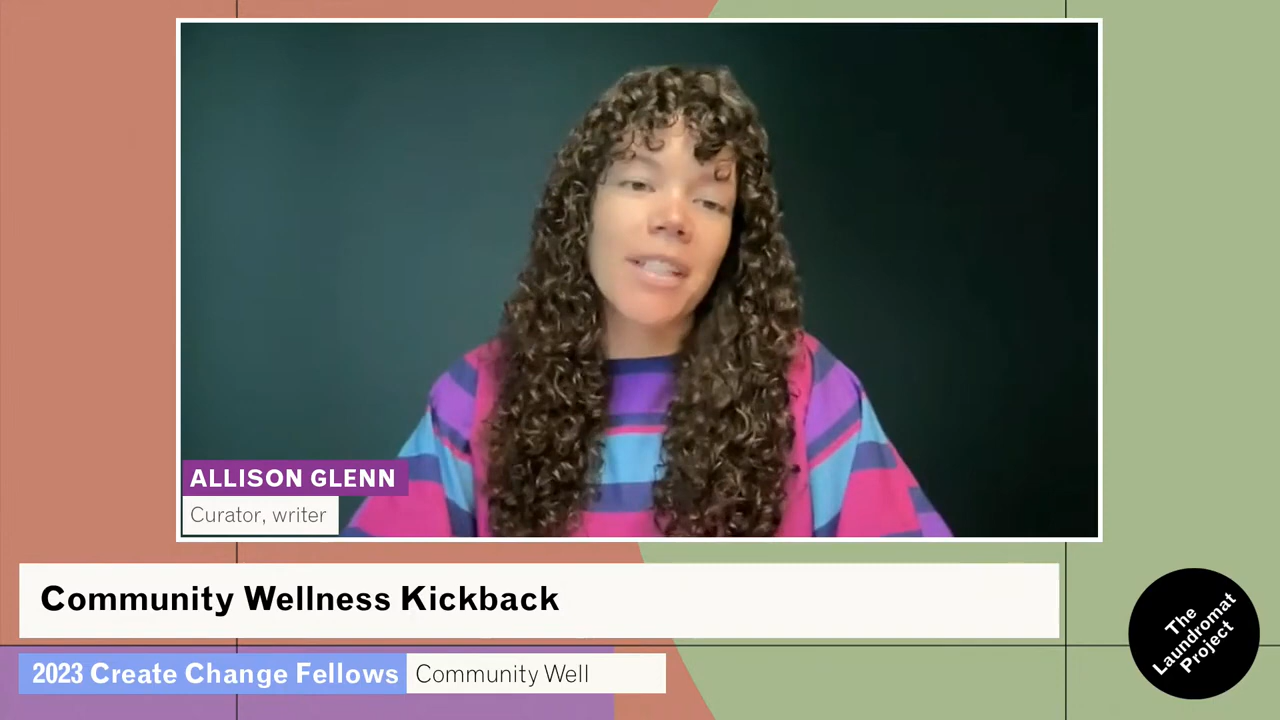 ALLISON GLENN
Curator, writer
Community Wellness Kickback
2023 Create Change Fellows Community Well
The
Laundromat
Project